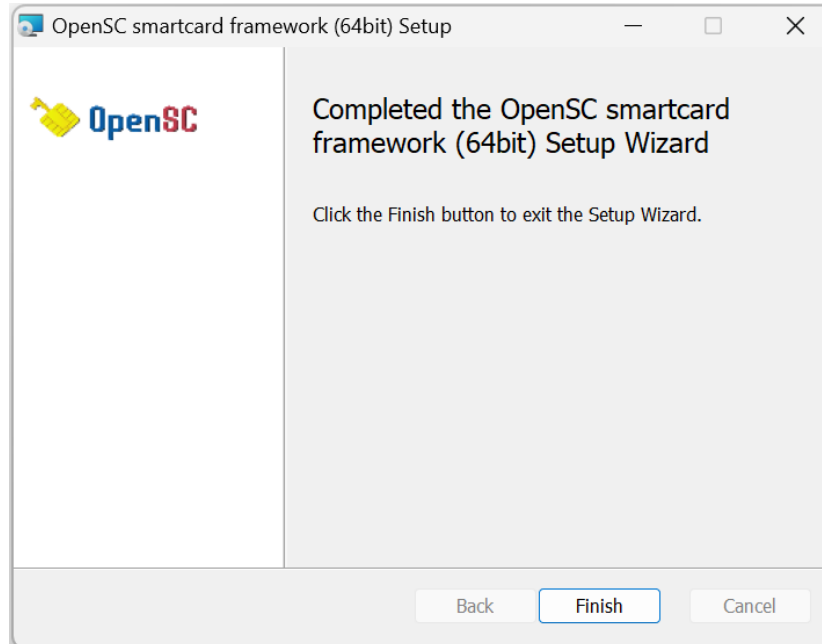 OpenSC smartcard framework (64bit) Setup
OpenSC
Completed the OpenSC smartcard
framework (64bit) Setup Wizard
Click the Finish button to exit the Setup Wizard.
Back
Finish
Cancel